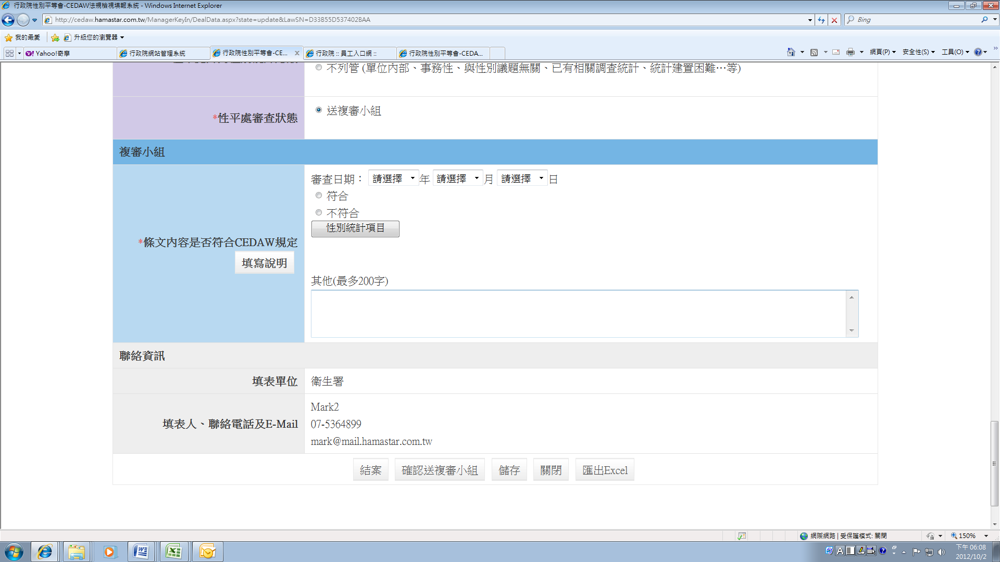 行政院性別平等會-CEDAW法規檢視填報系統 - Windows Internet Explorer
http://cedaw.hamastar.com.tw/ManagerKeyIn/DealData.aspx?state=update&LawSN=D33B55D537402BAA
Bing
我的最愛
升級您的瀏覽器
Yahoo!奇摩
行政院網站管理系統
行政院性別平等會-CE...
行政院 :: 員工入口網 ::
行政院性別平等會-CEDA...
網頁(P)
安全性(S)
工具(O)
不列管 (單位內部、事務性、與性別議題無關、已有相關調查統計、統計建置困難…等)
*性平處審查狀態
送複審小組
複審小組
審查日期： 請選擇 年 請選擇 月 請選擇 日
符合
不符合
性別統計項目
*條文內容是否符合CEDAW規定
填寫說明
其他(最多200字)
聯絡資訊
填表單位
衛生署
填表人、聯絡電話及E-Mail
Mark2
07-5364899
mark@mail.hamastar.com.tw
結案
確認送複審小組
儲存
關閉
匯出Excel
網際網路 | 受保護模式: 關閉
150%
下午 06:08
2012/10/2